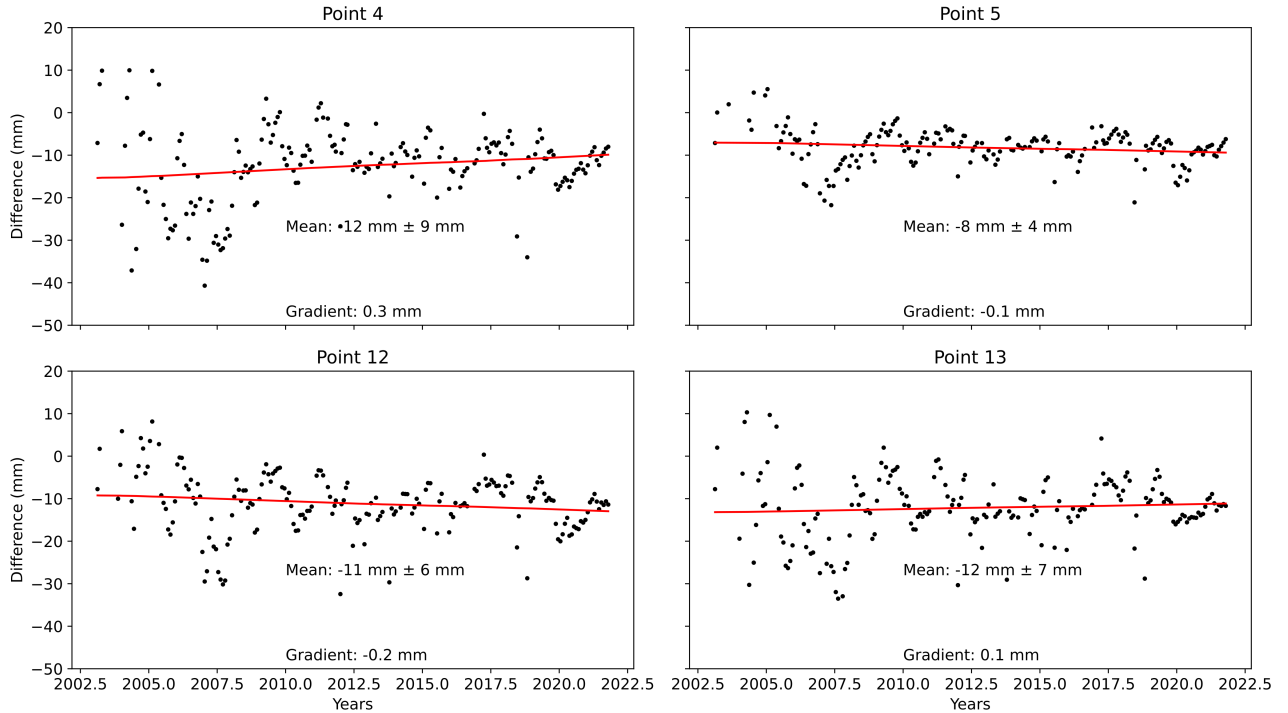 Point 4
Point 5
20
10
0
−10
−20
−30
−40
−50
Difference (mm)
Mean: -12 mm ± 9 mm
Gradient: 0.3 mm
Mean: -8 mm ± 4 mm
Gradient: -0.1 mm
Point 12
Point 13
20
10
0
−10
−20
−30
−40
−50
Difference (mm)
Mean: -11 mm ± 6 mm
Gradient: -0.2 mm
Mean: -12 mm ± 7 mm
Gradient: 0.1 mm
2002.5 2005.0 2007.5 2010.0 2012.5 2015.0 2017.5 2020.0 2022.5
2002.5 2005.0 2007.5 2010.0 2012.5 2015.0 2017.5 2020.0 2022.5
Years
Years